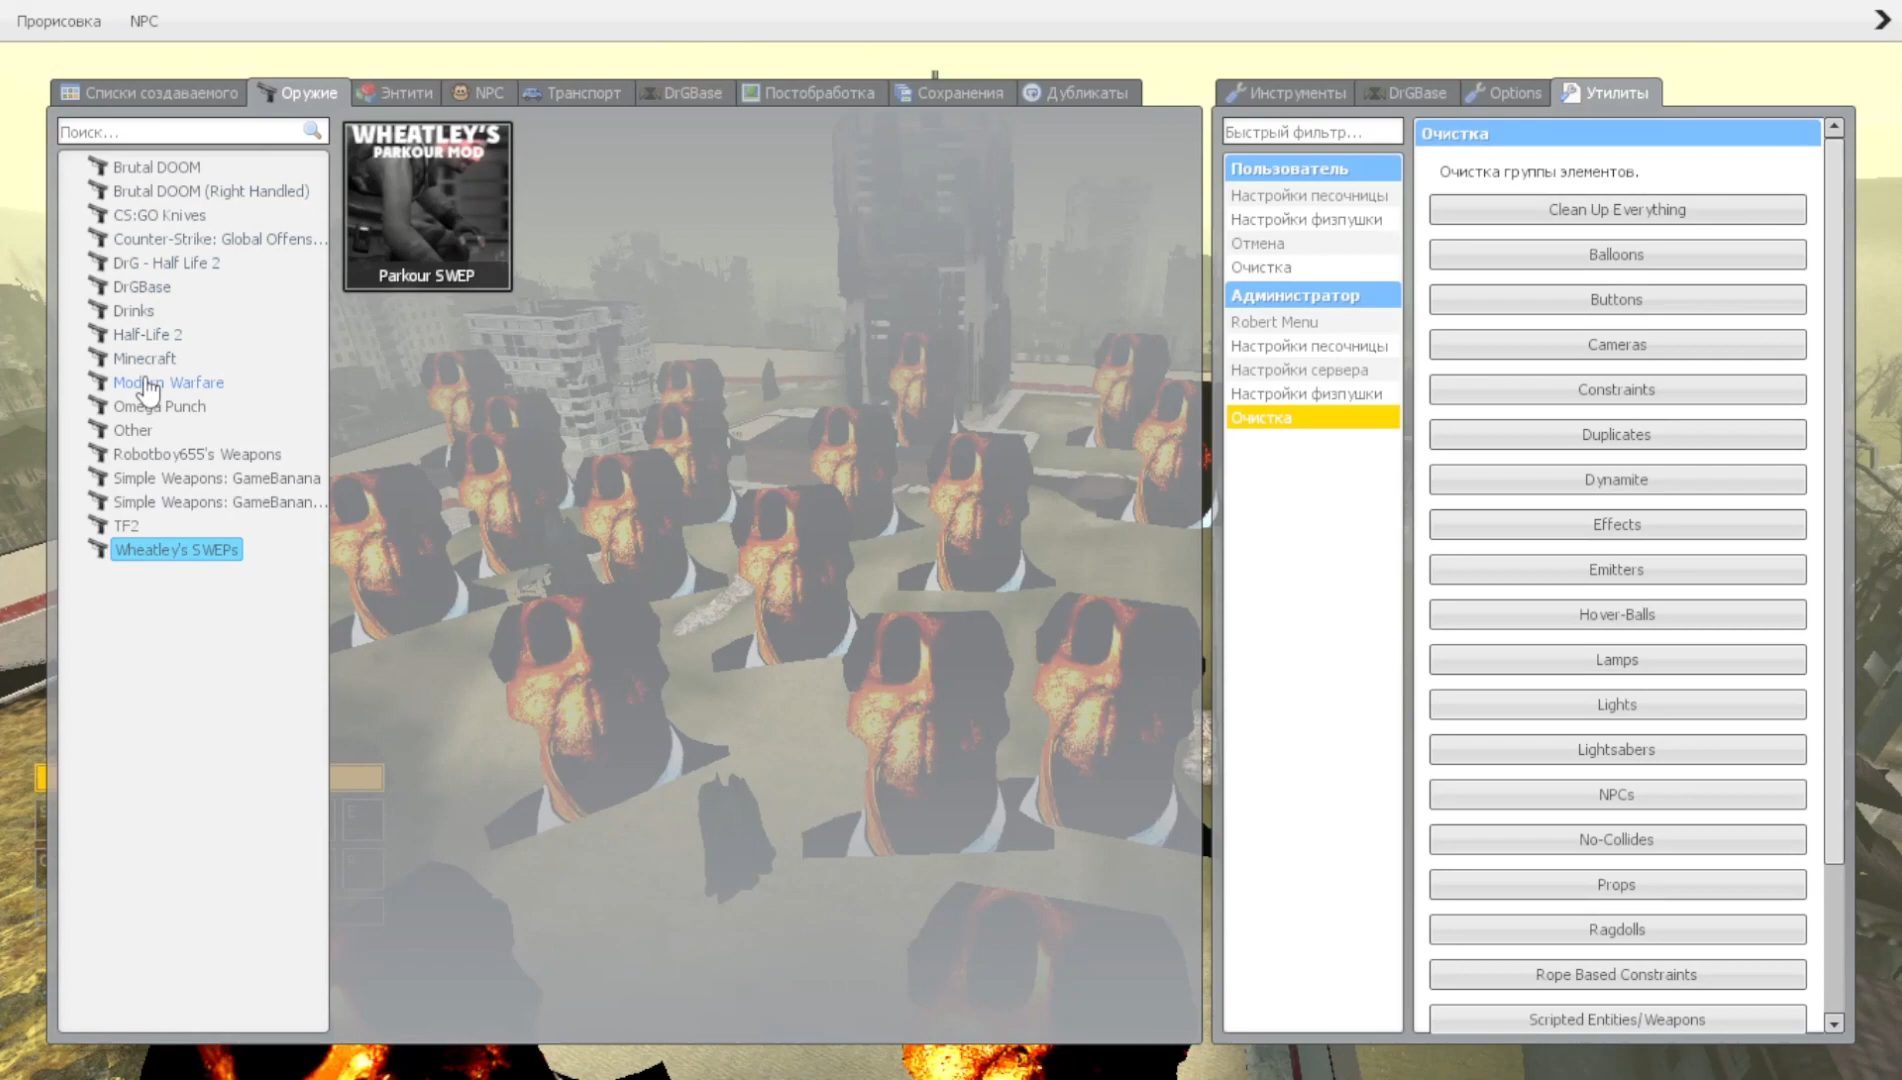 Прорисовка NPC
Списки создаваемого Оружие Энтити NPC Транспорт DrGBase Постобработка Сохранения Дубликаты
Инструменты DrGBase Options Утилиты
Поиск...
Brutal DOOM
Brutal DOOM (Right Handled)
CS:GO Knives
Counter-Strike: Global Offens...
DrG - Half Life 2
DrGBase
Drinks
Half-Life 2
Minecraft
Modern Warfare
Omega Punch
Other
Robotboy655's Weapons
Simple Weapons: GameBanana
Simple Weapons: GameBanan...
TF2
Wheatley's SWEPs
WHEATLEY'S
PARKOUR MOD
Parkour SWEP
Быстрый фильтр...
Пользователь
Настройки песочницы
Настройки физпушки
Отмена
Очистка
Администратор
Robert Menu
Настройки песочницы
Настройки сервера
Настройки физпушки
Очистка
Очистка
Очистка группы элементов.
Clean Up Everything
Balloons
Buttons
Cameras
Constraints
Duplicates
Dynamite
Effects
Emitters
Hover-Balls
Lamps
Lights
Lightsabers
NPCs
No-Collides
Props
Ragdolls
Rope Based Constraints
Scripted Entities/Weapons